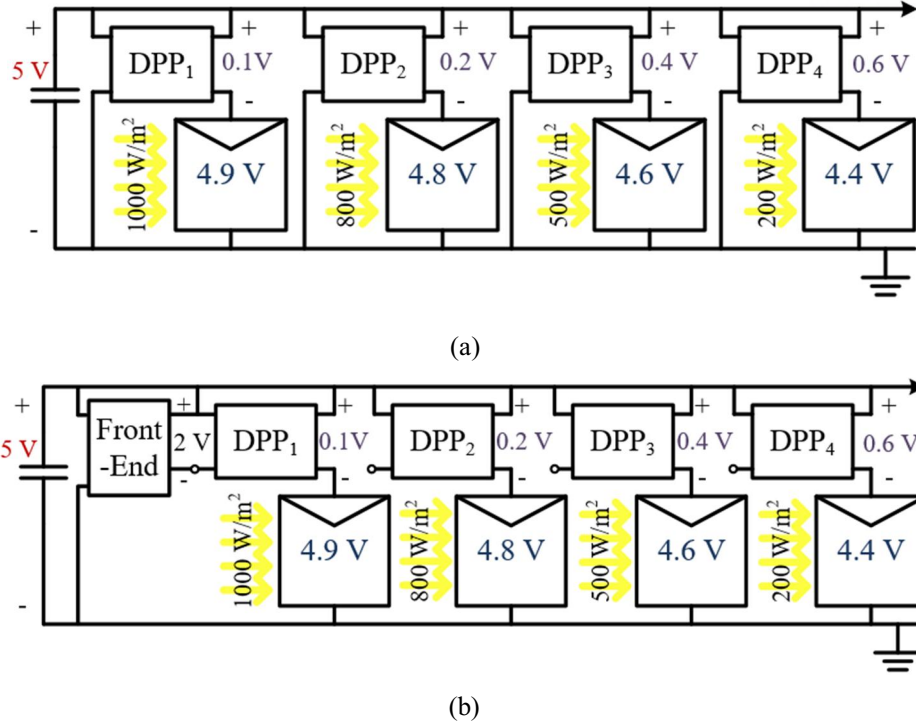 + DPP₁ + 0.1V DPP₂ + 0.2 V DPP₃ + 0.4 V DPP₄ + 0.6 V
5 V
- - - -
1000 W/m² 4.9 V 800 W/m² 4.8 V 500 W/m² 4.6 V 200 W/m² 4.4 V
-
(a)
+ + + + + +
5 V Front-End 2 V DPP₁ 0.1V DPP₂ 0.2 V DPP₃ 0.4 V DPP₄ 0.6 V
- - - - -
1000 W/m² 4.9 V 800 W/m² 4.8 V 500 W/m² 4.6 V 200 W/m² 4.4 V
-
(b)